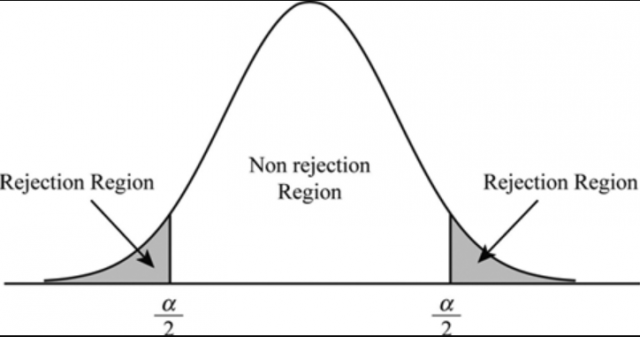 Non rejection
Region
Rejection Region
Rejection Region
α
2
α
2